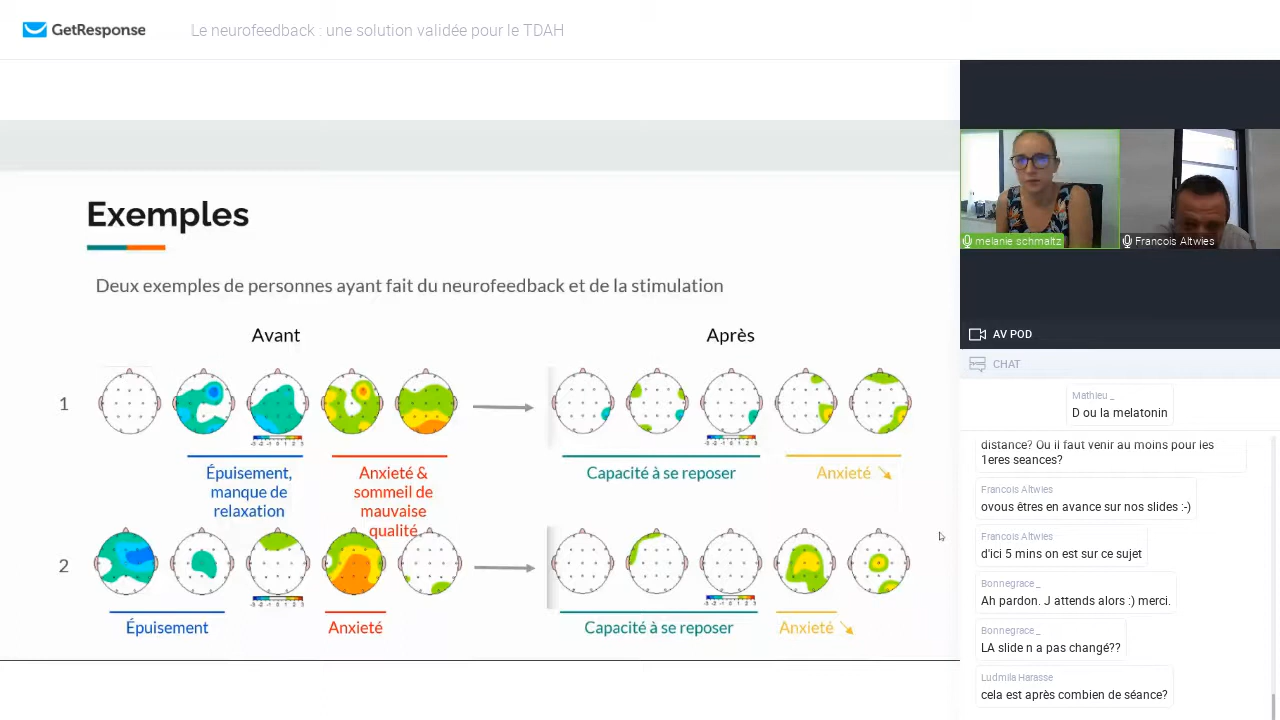 GetResponse
Le neurofeedback : une solution validée pour le TDAH
Exemples
Deux exemples de personnes ayant fait du neurofeedback et de la stimulation
Avant
Après
1
Épuisement,
manque de
relaxation
Anxieté &
sommeil de
mauvaise
qualité
Capacité à se reposer
Anxieté
2
Épuisement
Anxieté
Capacité à se reposer
Anxieté
melanie schmaltz
Francois Altwies
AV POD
CHAT
Mathieu _
D ou la melatonin
distance? Ou il faut venir au moins pour les
1eres seances?
Francois Altwies
ovous êtres en avance sur nos slides :-)
Francois Altwies
d'ici 5 mins on est sur ce sujet
Bonnegrace _
Ah pardon. J attends alors :) merci.
Bonnegrace _
LA slide n a pas changé??
Ludmila Harasse
cela est après combien de séance?